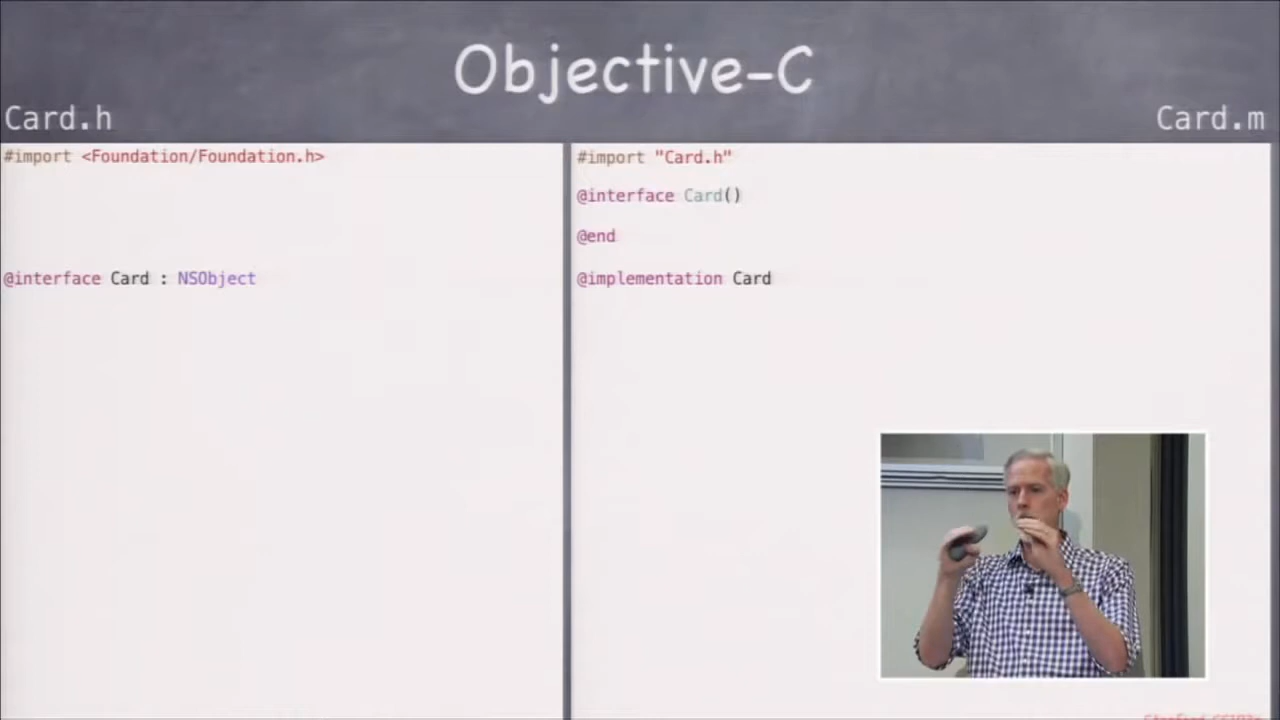 Objective-C
Card.h
Card.m
#import <Foundation/Foundation.h>
@interface Card : NSObject
#import "Card.h"
@interface Card()
@end
@implementation Card